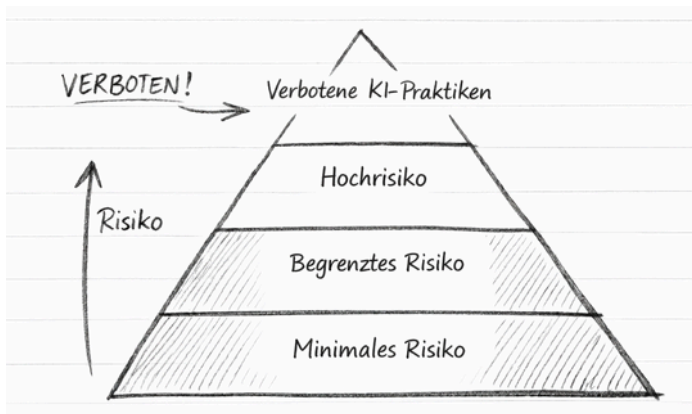 VERBOTEN!
Verbotene KI-Praktiken
Hochrisiko
Risiko
Begrenztes Risiko
Minimales Risiko